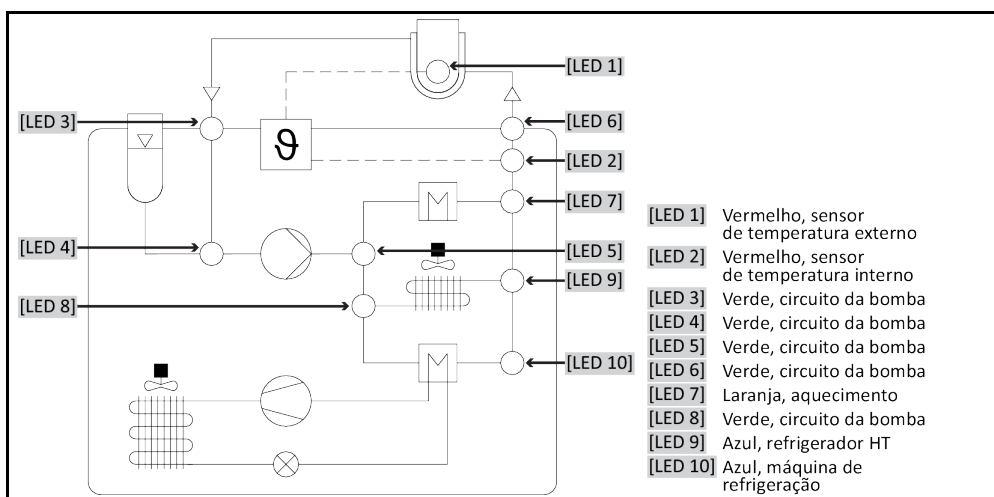 [LED 1]
[LED 3]
[LED 6]
ϑ
[LED 2]
[LED 7]
[LED 4]
[LED 5]
[LED 9]
[LED 8]
[LED 10]
[LED 1] Vermelho, sensor
de temperatura externo
[LED 2] Vermelho, sensor
de temperatura interno
[LED 3] Verde, circuito da bomba
[LED 4] Verde, circuito da bomba
[LED 5] Verde, circuito da bomba
[LED 6] Verde, circuito da bomba
[LED 7] Laranja, aquecimento
[LED 8] Verde, circuito da bomba
[LED 9] Azul, refrigerador HT
[LED 10] Azul, máquina de
refrigeração